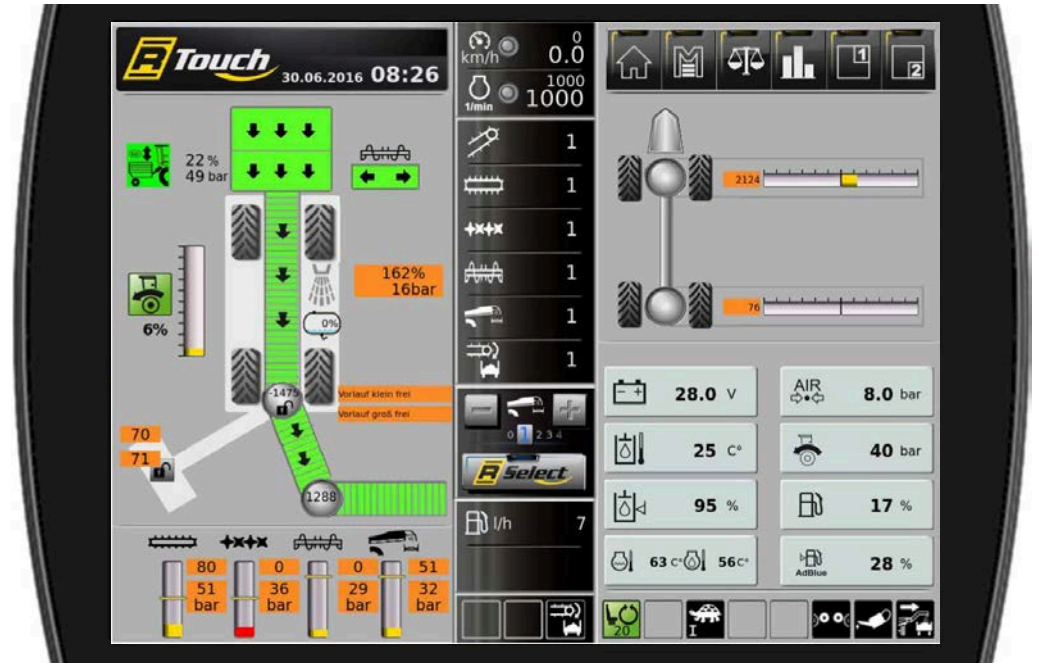 R Touch 30.06.2016 08:26
22 %
49 bar
162%
16bar
6%
0%
-1475
Vorlauf klein frei
Vorlauf groß frei
70
71
1288
80 0 0 51
51 36 29 32
bar bar bar bar
km/h 0
0.0
1/min 1000
1000
1
1
1
1
1
1
0 1 2 3 4
R Select
l/h 7
1
2
2124
76
28.0 V
AIR 8.0 bar
25 C°
40 bar
95 %
17 %
63 C° 56C°
AdBlue 28 %
20
I